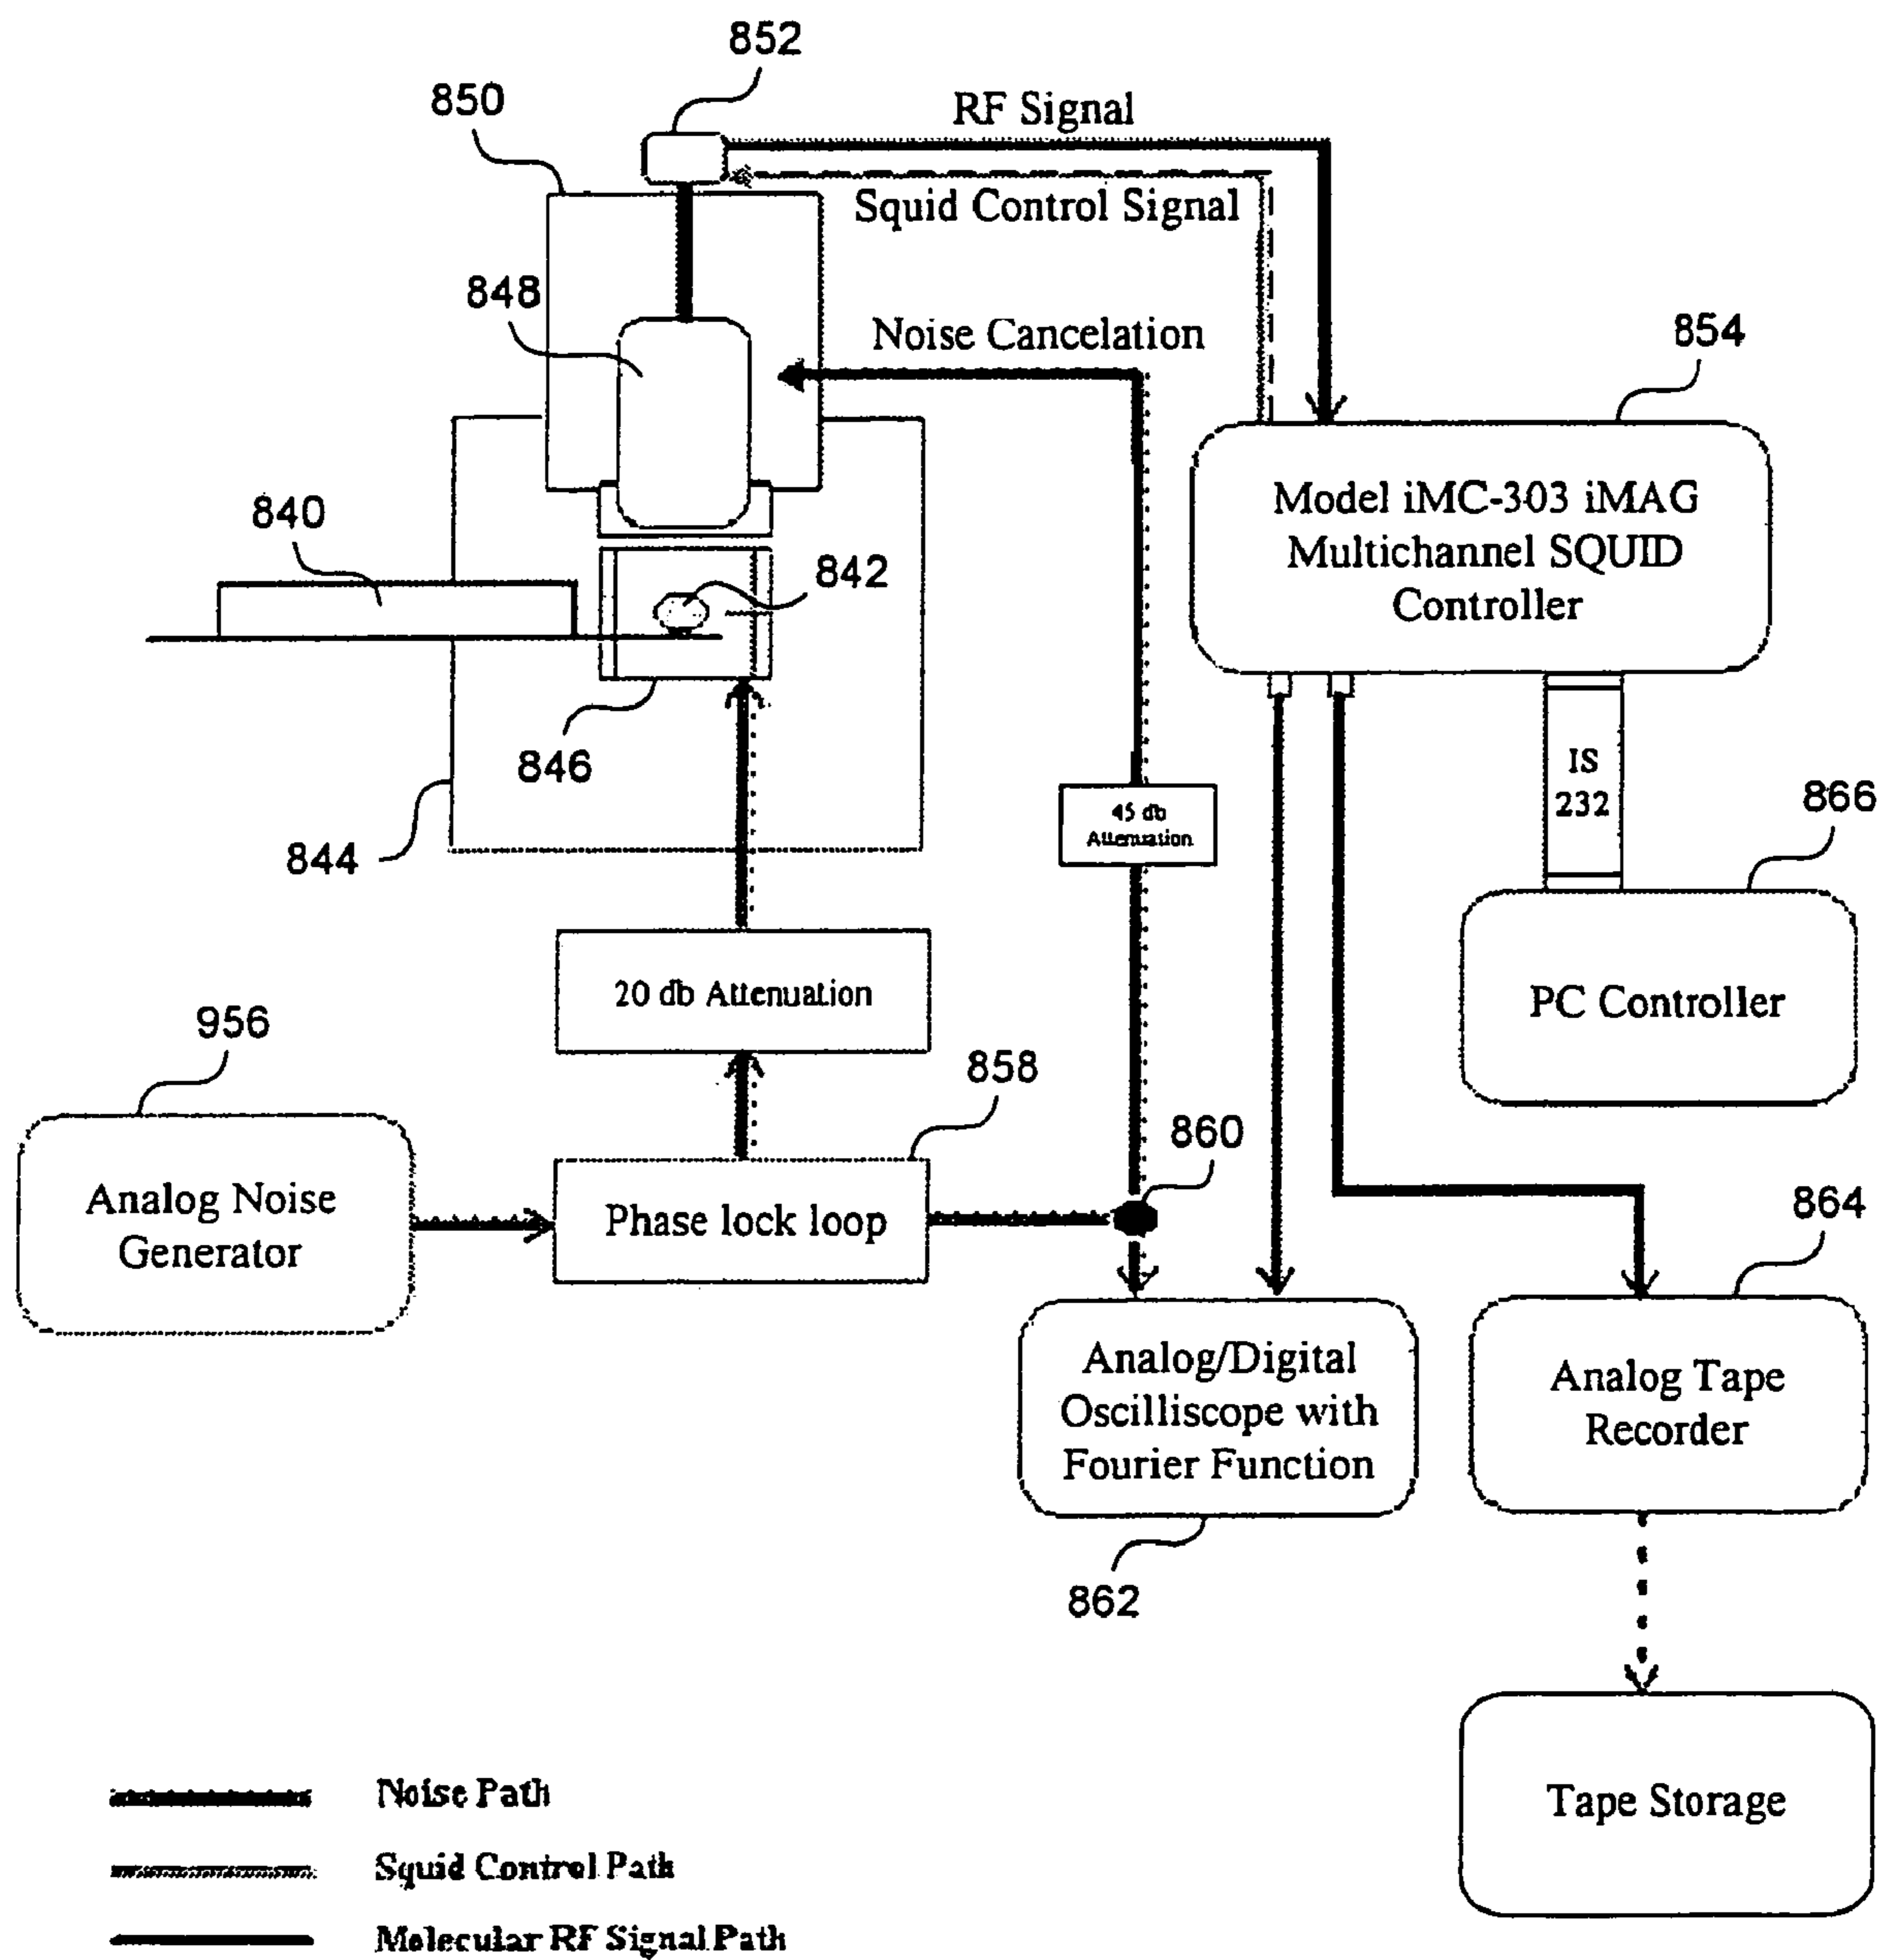 852
850
RF Signal
Squid Control Signal
848
Noise Cancelation
854
Model iMC-303 iMAG
Multichannel SQUID
Controller
840
842
846
844
45 db
Attenuation
IS
232
866
PC Controller
20 db Attenuation
956
858
860
Analog Noise
Generator
Phase lock loop
864
Analog/Digital
Oscilliscope with
Fourier Function
Analog Tape
Recorder
862
Tape Storage
Noise Path
Squid Control Path
Molecular RF Signal Path